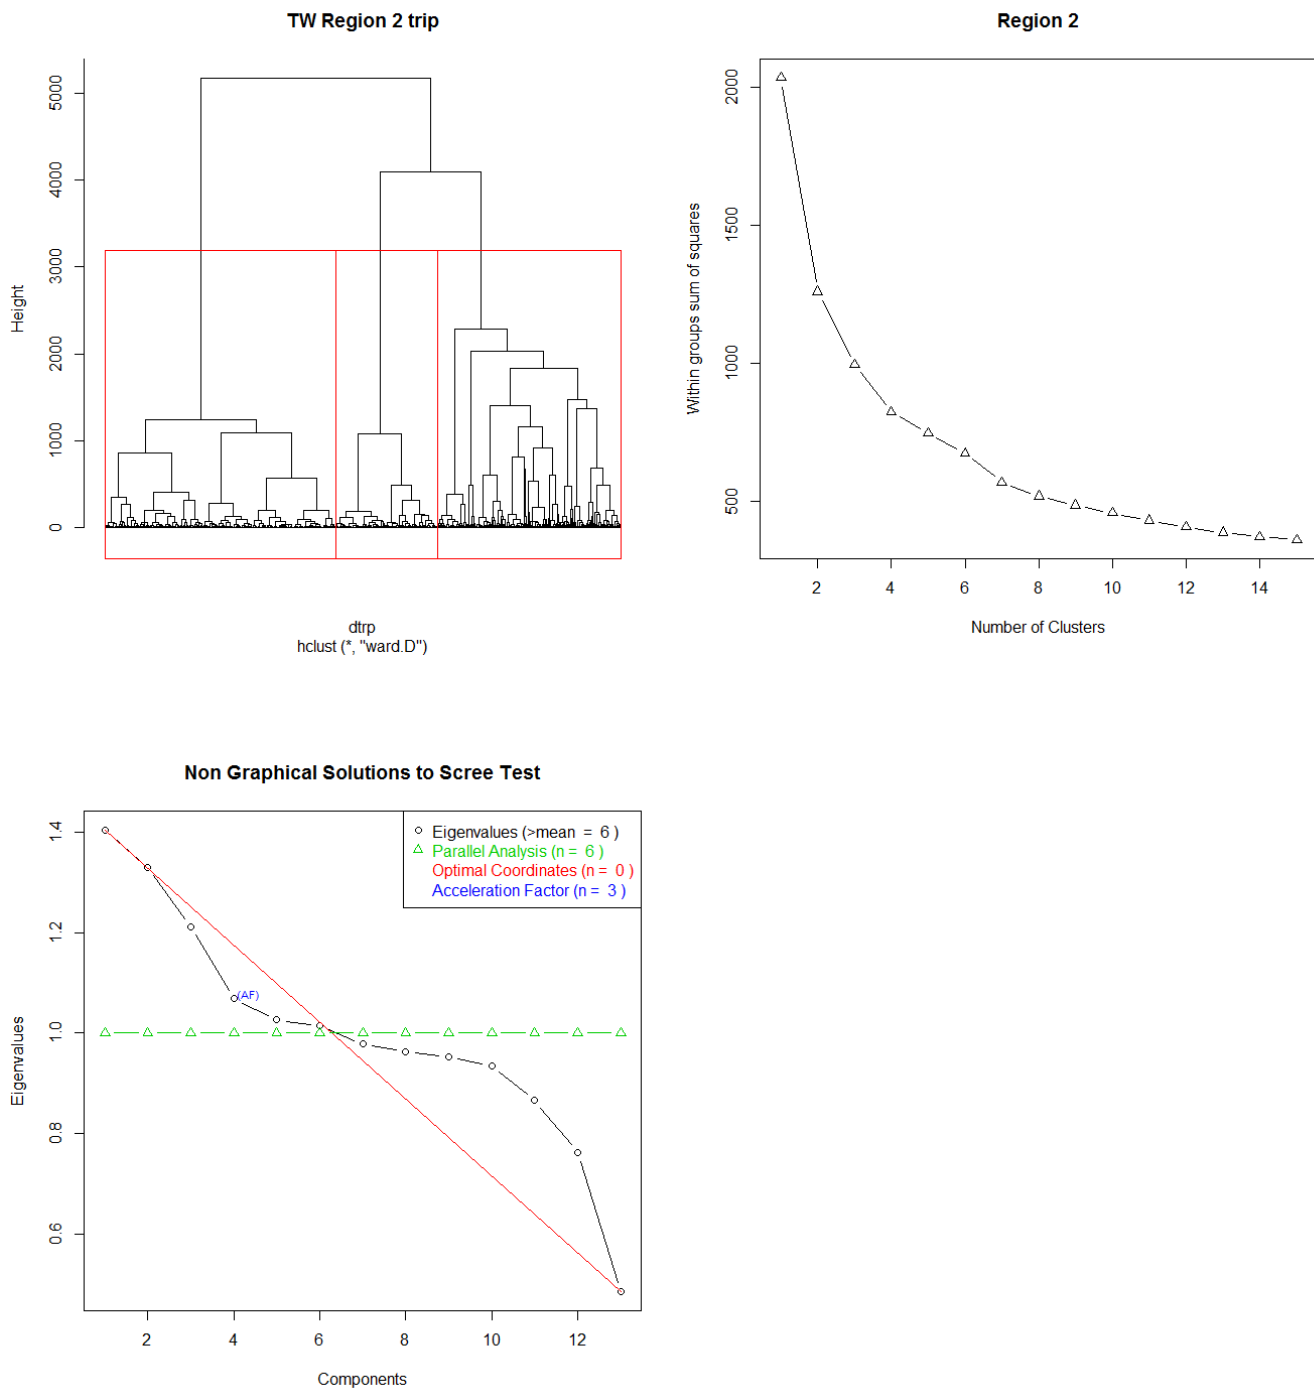 TW Region 2 trip
Height
0
1000
2000
3000
4000
5000
dtrp
hclust (*, "ward.D")
Region 2
Within groups sum of squares
500
1000
1500
2000
2 4 6 8 10 12 14
Number of Clusters
Non Graphical Solutions to Scree Test
Eigenvalues
0.6
0.8
1.0
1.2
1.4
Eigenvalues (>mean = 6 )
Parallel Analysis (n = 6 )
Optimal Coordinates (n = 0 )
Acceleration Factor (n = 3 )
(AF)
2 4 6 8 10 12
Components